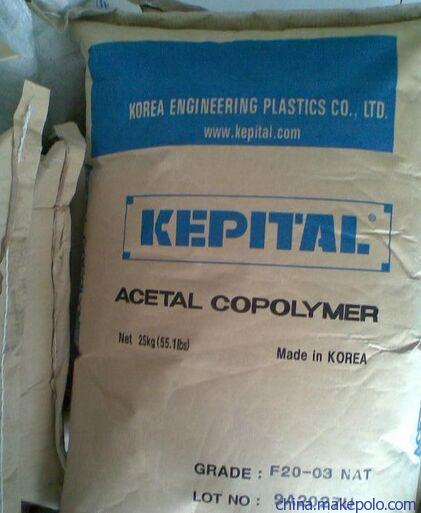 KOREA ENGINEERING PLASTICS CO., LTD.
www.kepital.com
KEPITAL®
ACETAL COPOLYMER
Net 25kg(55.1lbs)
Made in KOREA
GRADE : F20-03 NAT
LOT NO :
china.makepolo.com